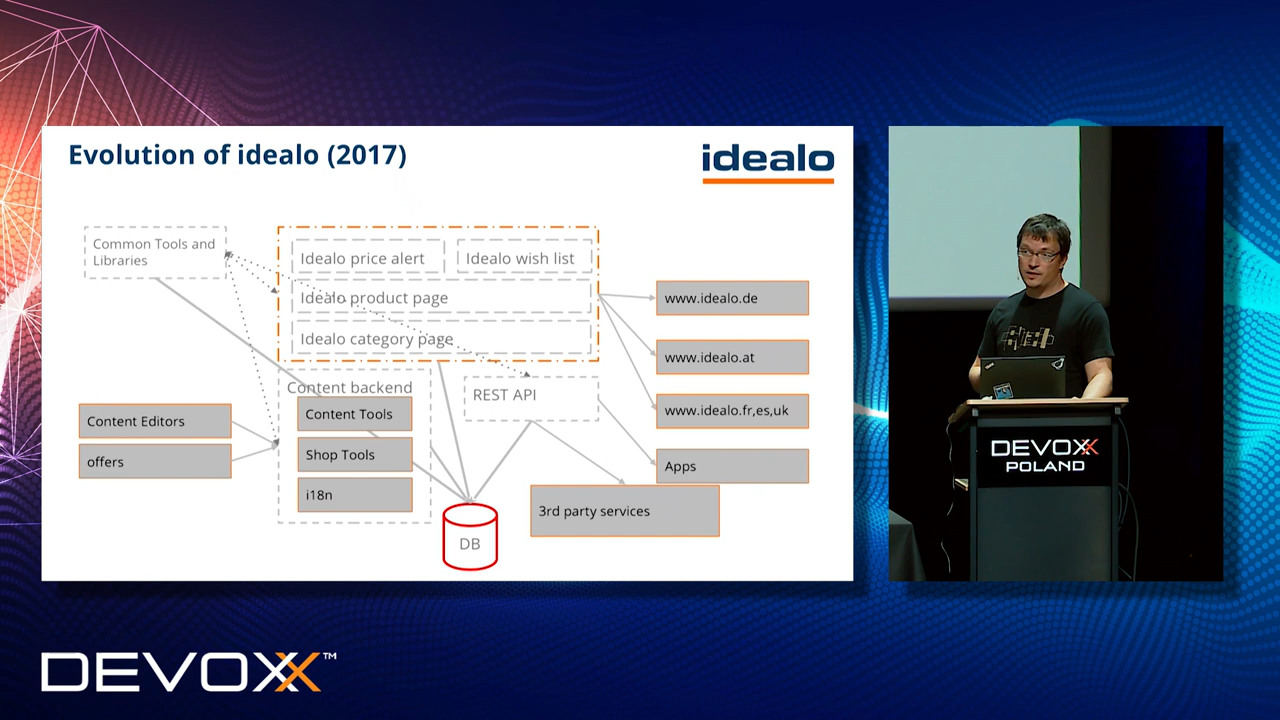 Evolution of idealo (2017)
idealo
Common Tools and
Libraries
Idealo price alert
Idealo wish list
Idealo product page
Idealo category page
www.idealo.de
www.idealo.at
www.idealo.fr,es,uk
Apps
Content backend
Content Tools
Shop Tools
i18n
REST API
Content Editors
offers
3rd party services
DB
DEVOXX
POLAND
DEVOXX™